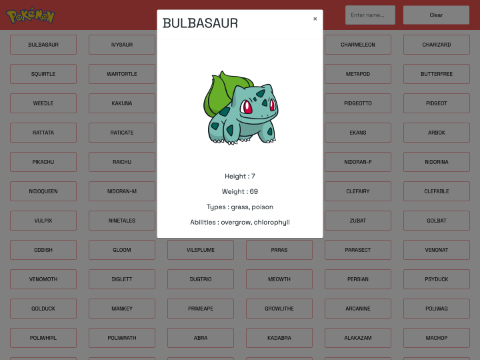 Pokémon
Enter name...
Clear
BULBASAUR
×
BULBASAUR IVYSAUR CHARMELEON CHARIZARD
SQUIRTLE WARTORTLE METAPOD BUTTERFREE
WEEDLE KAKUNA PIDGEOTTO PIDGEOT
RATTATA RATICATE EKANS ARBOK
PIKACHU RAICHU NIDORAN-F NIDORINA
Height : 7
Weight : 69
NIDOQUEEN NIDORAN-M CLEFAIRY CLEFABLE
Types : grass, poison
VULPIX NINETALES ZUBAT GOLBAT
Abilities : overgrow, chlorophyll
ODDISH GLOOM VILEPLUME PARAS PARASECT VENONAT
VENOMOTH DIGLETT DUGTRIO MEOWTH PERSIAN PSYDUCK
GOLDUCK MANKEY PRIMEAPE GROWLITHE ARCANINE POLIWAG
POLIWHIRL POLIWRATH ABRA KADABRA ALAKAZAM MACHOP